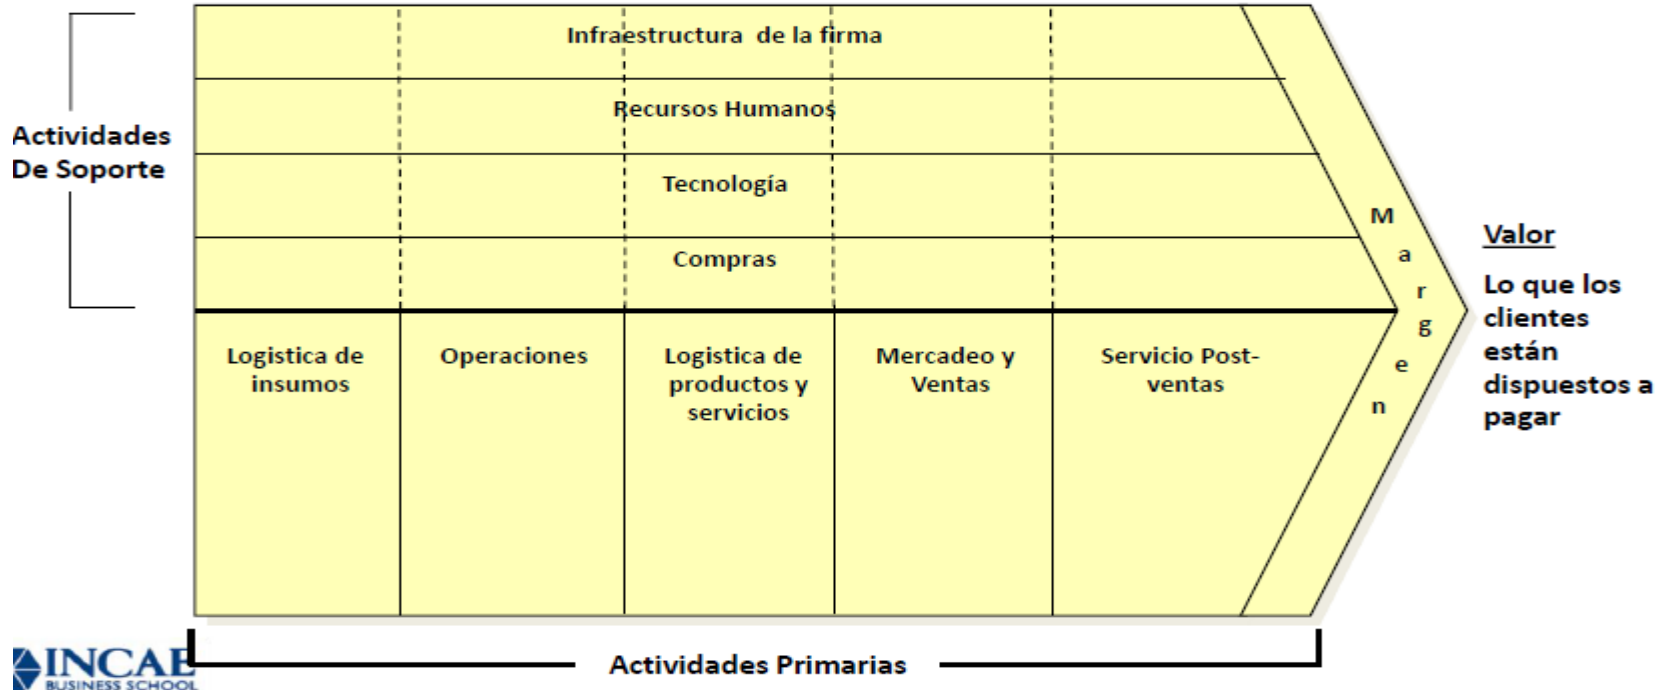 Infraestructura de la firma
Recursos Humanos
Actividades
De Soporte
Tecnología
Compras
Margen
Valor
Lo que los
clientes
están
dispuestos a
pagar
Logistica de
insumos
Operaciones
Logistica de
productos y
servicios
Mercadeo y
Ventas
Servicio Post-
ventas
Actividades Primarias
INCAE
BUSINESS SCHOOL